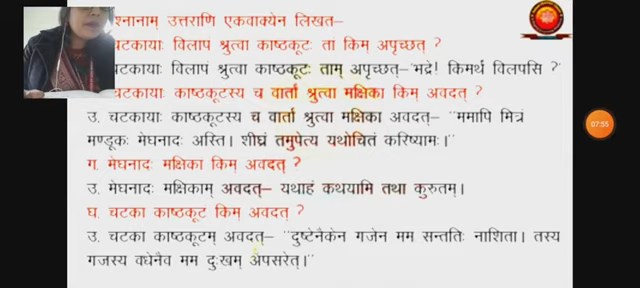 उत्तराणि एकवाक्येन लिखत–
चटकायाः विलापं श्रुत्वा काष्ठकूटः तां किम् अपृच्छत् ?
चटकायाः विलापं श्रुत्वा काष्ठकूटः ताम् अपृच्छत्– 'भद्रे! किमर्थं विलपसि ?'
काष्ठकूटस्य च वार्तां श्रुत्वा मक्षिका किम् अवदत् ?
उ. चटकायाः काष्ठकूटस्य च वार्तां श्रुत्वा मक्षिका अवदत्– "ममापि मित्रं
मण्डूकः मेघनादः अस्ति। शीघ्रं तमुपेत्य यथोचितं करिष्यामः।"
ग. मेघनादः मक्षिकां किम् अवदत् ?
उ. मेघनादः मक्षिकाम् अवदत्– यथाहं कथयामि तथा कुरुतम्।
घ. चटका काष्ठकूटं किम् अवदत् ?
उ. चटका काष्ठकूटम् अवदत्– "दुष्टेनैकेन गजेन मम सन्ततिः नाशिता। तस्य
गजस्य वधेनैव मम दुःखम् अपसरेत्।"
07:55